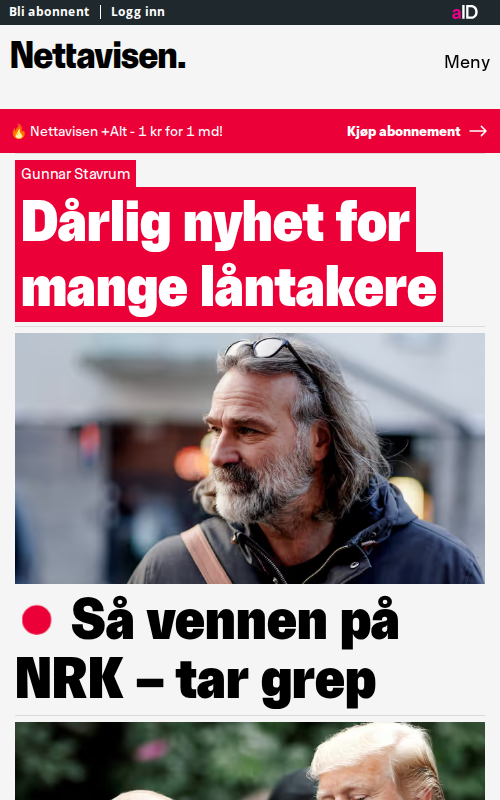 Bli abonnent
Logg inn
aID
Nettavisen.
Meny
🔥 Nettavisen +Alt - 1 kr for 1 md!
Kjøp abonnement →
Gunnar Stavrum
Dårlig nyhet for
mange låntakere
Så vennen på
NRK – tar grep